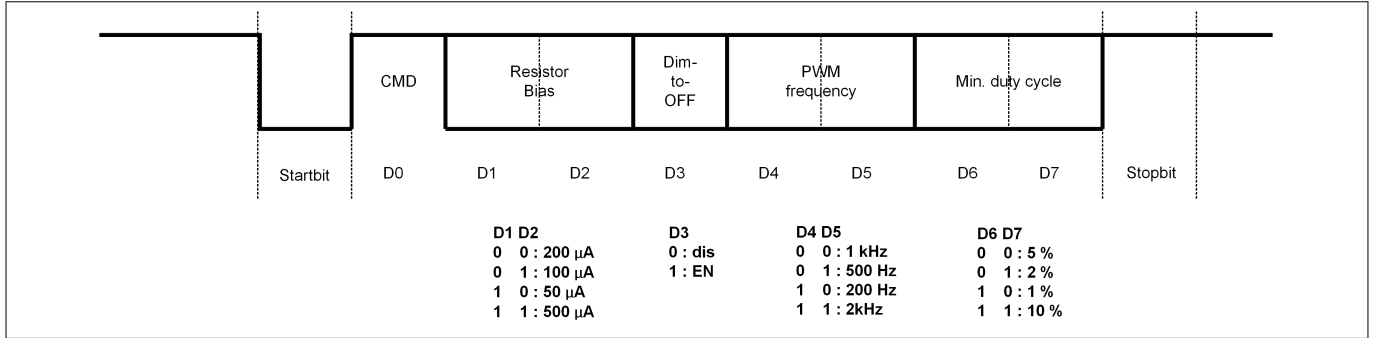 CMD
Resistor
Bias
Dim-
to-
OFF
PWM
frequency
Min. duty cycle
Startbit D0 D1 D2 D3 D4 D5 D6 D7 Stopbit
D1 D2
0 0 : 200 µA
0 1 : 100 µA
1 0 : 50 µA
1 1 : 500 µA
D3
0 : dis
1 : EN
D4 D5
0 0 : 1 kHz
0 1 : 500 Hz
1 0 : 200 Hz
1 1 : 2kHz
D6 D7
0 0 : 5 %
0 1 : 2 %
1 0 : 1 %
1 1 : 10 %